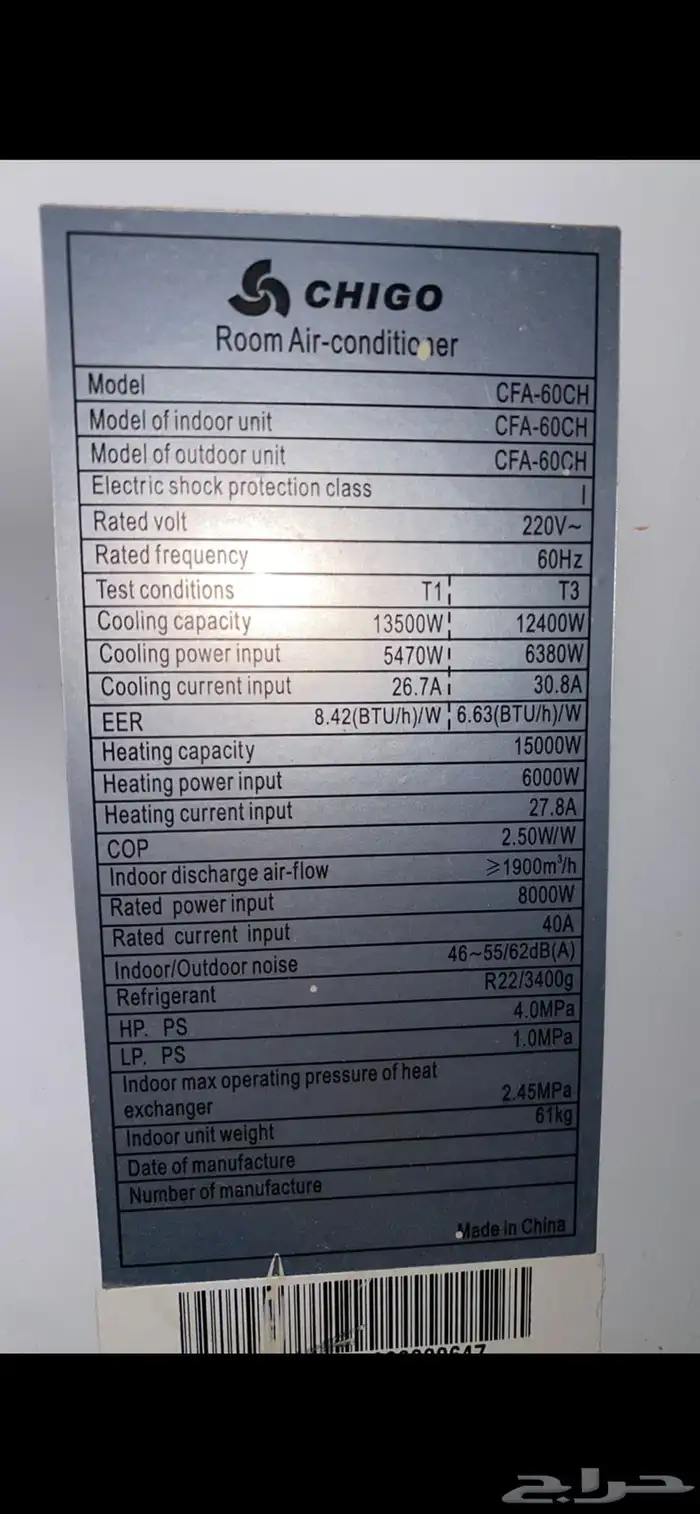 CHIGO
Room Air-conditioner
Model CFA-60CH
Model of indoor unit CFA-60CH
Model of outdoor unit CFA-60CH
Electric shock protection class I
Rated volt 220V~
Rated frequency 60Hz
Test conditions T1 T3
Cooling capacity 13500W 12400W
Cooling power input 5470W 6380W
Cooling current input 26.7A 30.8A
EER 8.42(BTU/h)/W 6.63(BTU/h)/W
Heating capacity 15000W
Heating power input 6000W
Heating current input 27.8A
COP 2.50W/W
Indoor discharge air-flow ≥1900m³/h
Rated power input 8000W
Rated current input 40A
Indoor/Outdoor noise 46~55/62dB(A)
Refrigerant R22/3400g
HP. PS 4.0MPa
LP. PS 1.0MPa
Indoor max operating pressure of heat
exchanger 2.45MPa
Indoor unit weight 61kg
Date of manufacture
Number of manufacture
Made in China
حراج